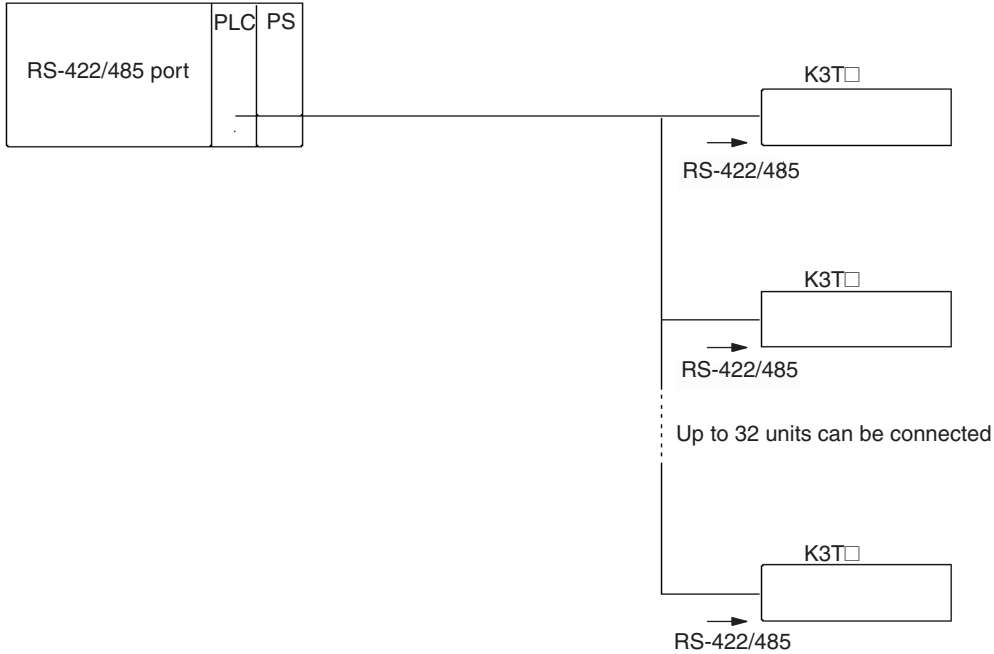 PLC PS
RS-422/485 port
K3T□
RS-422/485
K3T□
RS-422/485
Up to 32 units can be connected
K3T□
RS-422/485